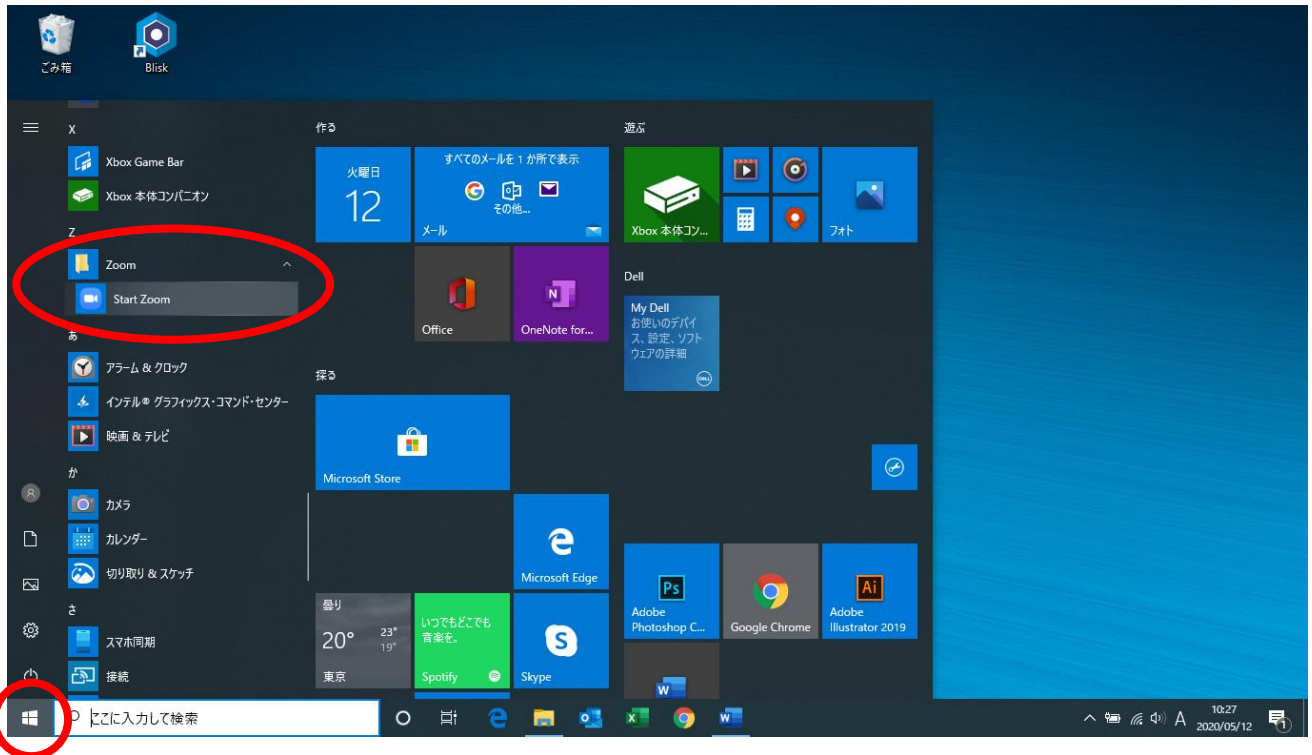 ごみ箱
Blisk
X
Xbox Game Bar
Xbox 本体コンパニオン
Z
Zoom
Start Zoom
あ
アラーム & クロック
インテル® グラフィックス・コマンド・センター
映画 & テレビ
か
カメラ
カレンダー
切り取り & スケッチ
さ
スマホ同期
接続
作る
火曜日
12
すべてのメールを 1 か所で表示
G
その他...
メール
Office
N
OneNote for...
探る
Microsoft Store
Microsoft Edge
曇り
20° 23°
19°
東京
いつでもどこでも
音楽を。
Spotify
S
Skype
遊ぶ
Xbox 本体コン...
フォト
Dell
My Dell
お使いのデバイ
ス、設定、ソフト
ウェアの詳細
DELL
Ps
Adobe
Photoshop C...
Google Chrome
Ai
Adobe
Illustrator 2019
W
ここに入力して検索
A
10:27
2020/05/12
1